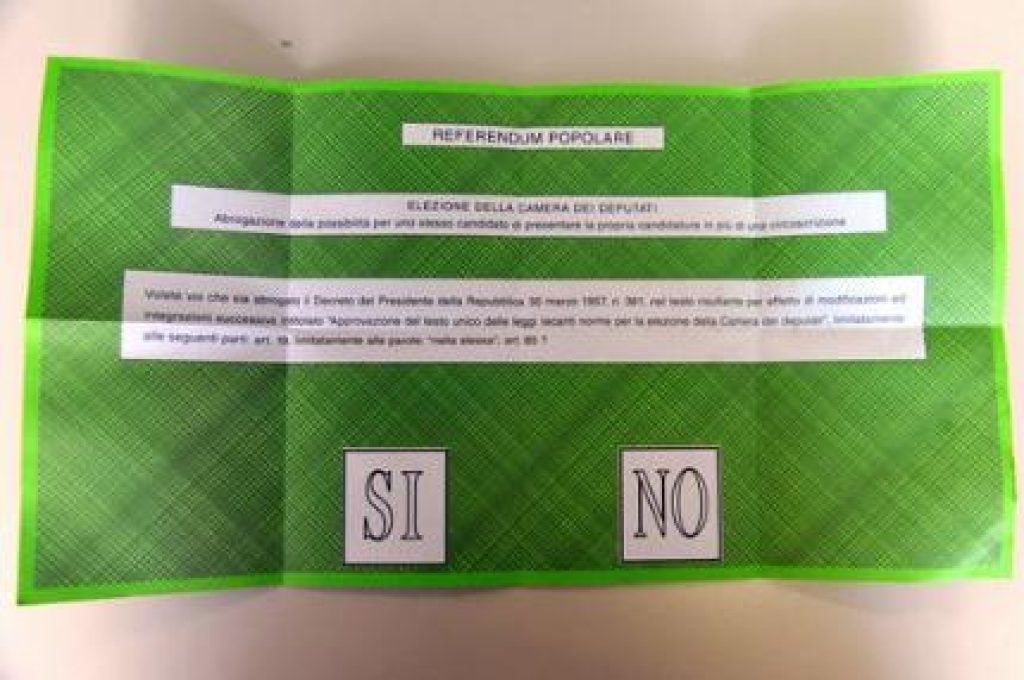 REFERENDUM POPOLARE
ELEZIONE DELLA CAMERA DEI DEPUTATI
Abrogazione della possibilità per uno stesso candidato di presentare la propria candidatura in più di una circoscrizione
Volete voi che sia abrogato il Decreto del Presidente della Repubblica 30 marzo 1957 n. 361, nel testo risultante per effetto di modificazioni ed
integrazioni successive, intitolato "Approvazione del testo unico delle leggi recanti norme per la elezione della Camera dei deputati", limitatamente
alle seguenti parti: art. 19, limitatamente alle parole: "nella stessa"; art. 85 ?
SI
NO